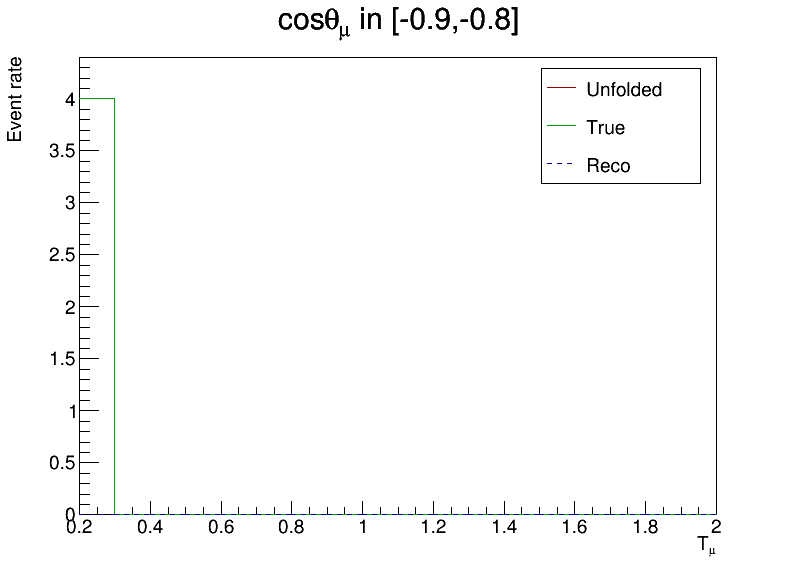 cosθμ in [-0.9,-0.8]
Event rate
Unfolded
True
Reco
4
3.5
3
2.5
2
1.5
1
0.5
0
0.2 0.4 0.6 0.8 1 1.2 1.4 1.6 1.8 2
Tμ